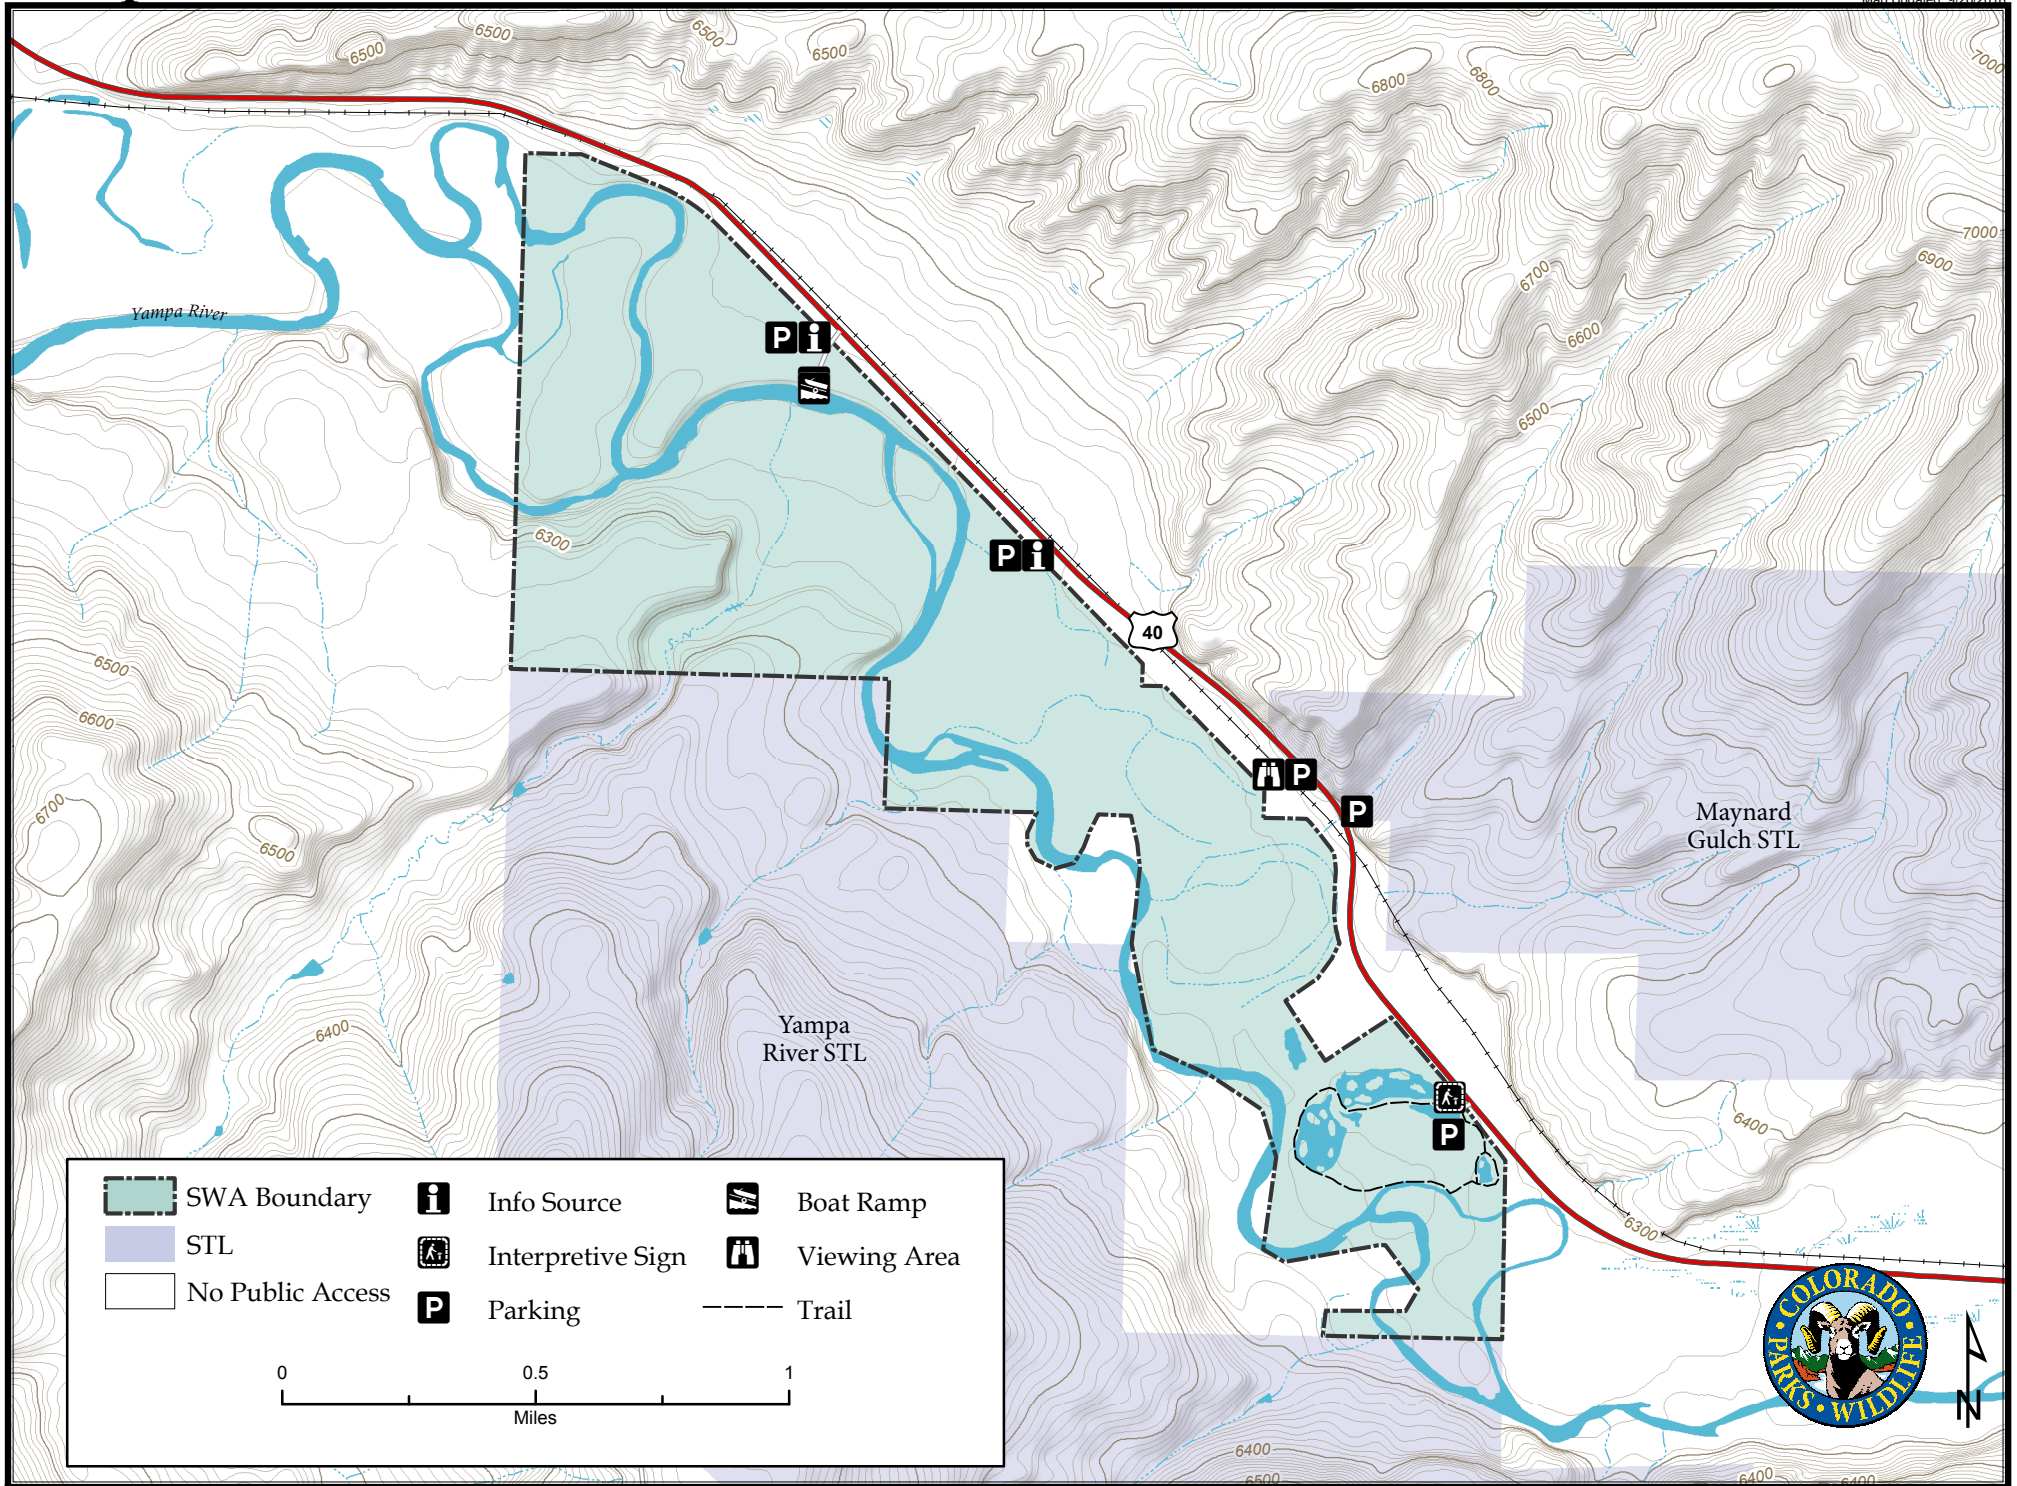 6500
6500
6500
6500
6800
6800
7000
7000
6900
6700
6600
6500
Yampa River
P i
6300
P i
40
6500
6600
6700
6500
P
P
Maynard
Gulch STL
6400
Yampa
River STL
P
6400
6300
SWA Boundary
STL
No Public Access
Info Source
Interpretive Sign
P Parking
Boat Ramp
Viewing Area
Trail
0 0.5 1
Miles
COLORADO
PARKS • WILDLIFE
N
6400
6500
6400
6400